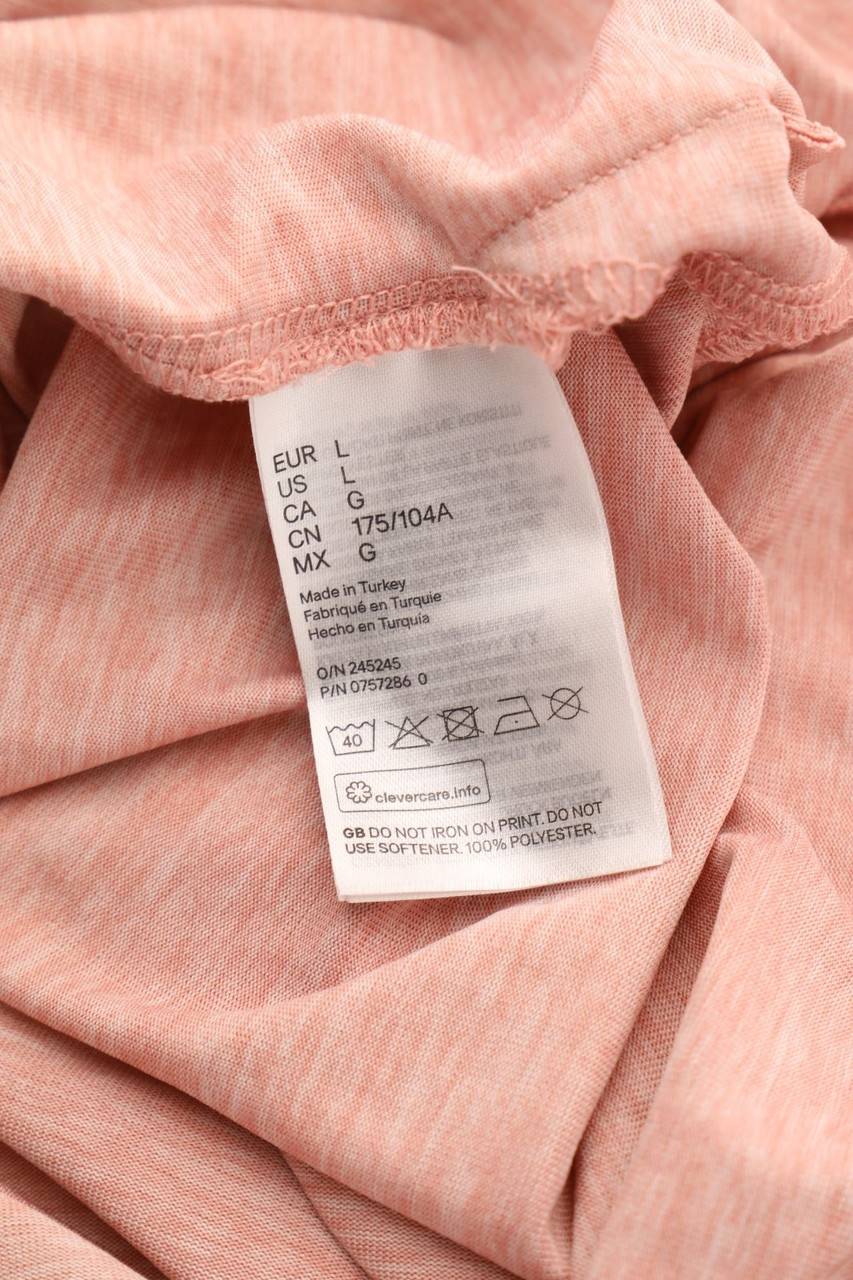 EUR L
US L
CA G
CN 175/104A
MX G
Made in Turkey
Fabriqué en Turquie
Hecho en Turquía
O/N 245245
P/N 0757286 0
40
clevercare.info
GB DO NOT IRON ON PRINT. DO NOT
USE SOFTENER. 100% POLYESTER.